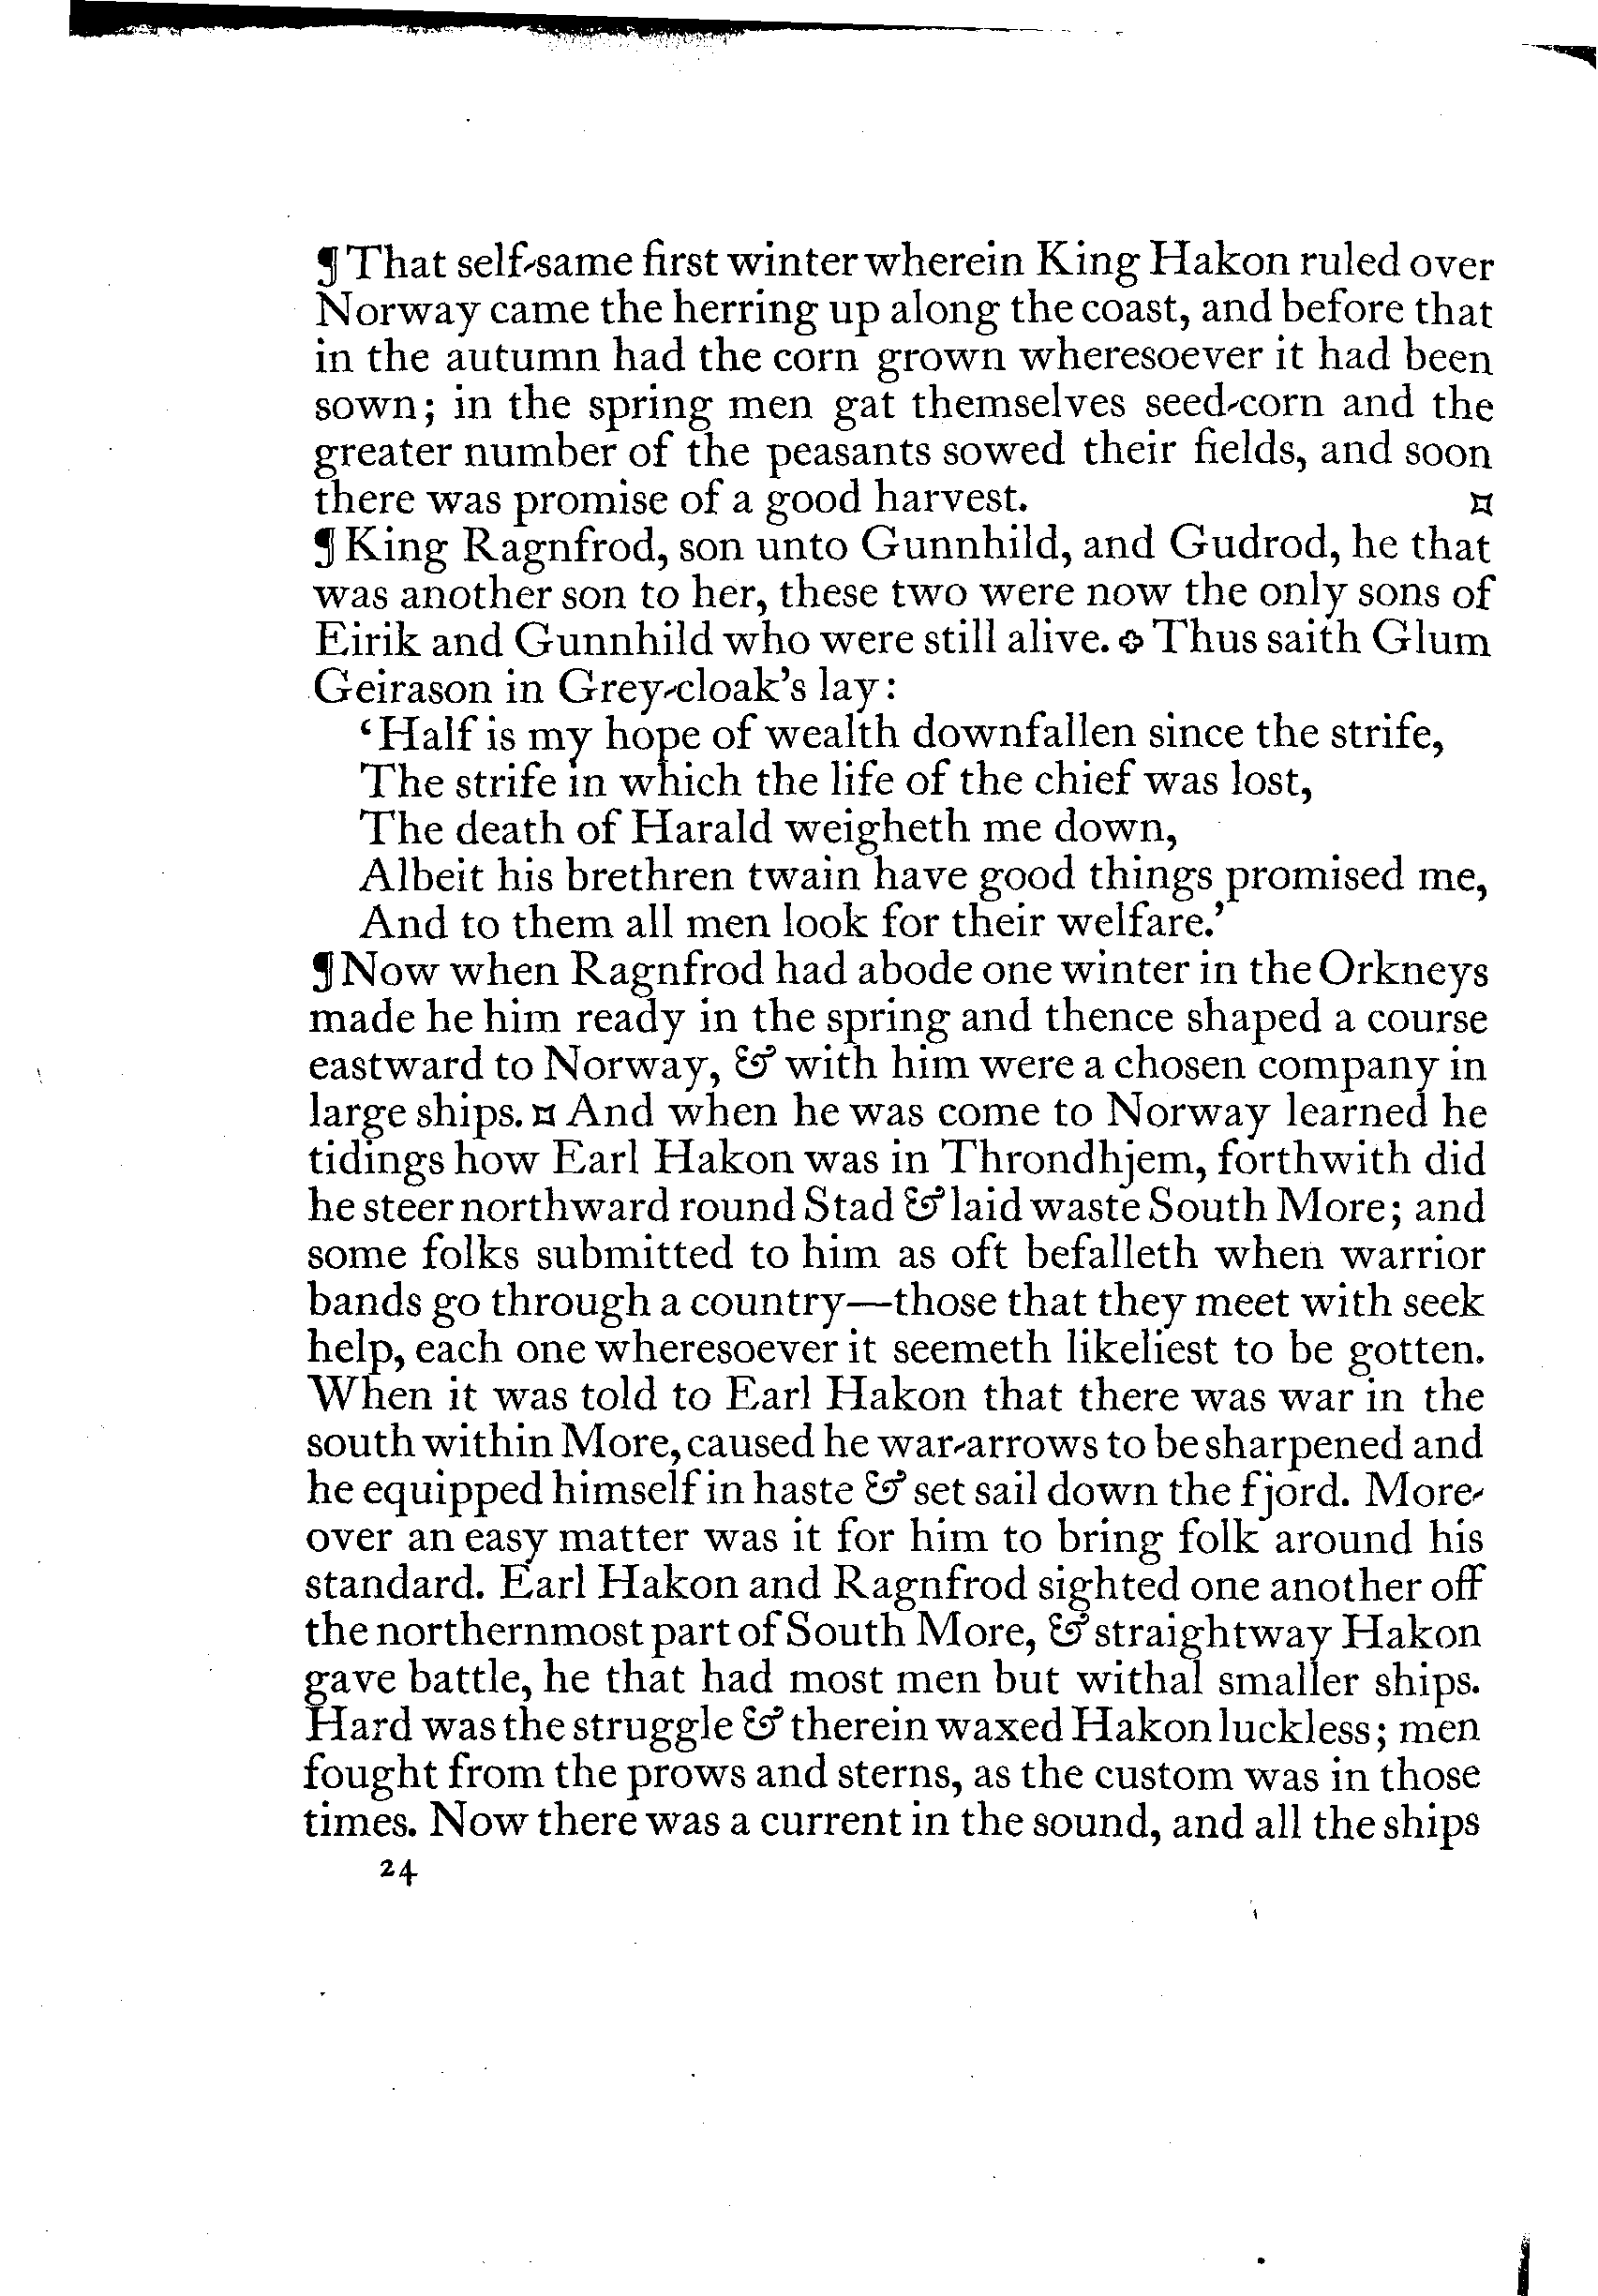 ¶ That self-same first winter wherein King Hakon ruled over
Norway came the herring up along the coast, and before that
in the autumn had the corn grown wheresoever it had been
sown; in the spring men gat themselves seed-corn and the
greater number of the peasants sowed their fields, and soon
there was promise of a good harvest. ¤
¶ King Ragnfrod, son unto Gunnhild, and Gudrod, he that
was another son to her, these two were now the only sons of
Eirik and Gunnhild who were still alive. ✥ Thus saith Glum
Geirason in Grey-cloak's lay:
‘Half is my hope of wealth downfallen since the strife,
The strife in which the life of the chief was lost,
The death of Harald weigheth me down,
Albeit his brethren twain have good things promised me,
And to them all men look for their welfare.’
¶ Now when Ragnfrod had abode one winter in the Orkneys
made he him ready in the spring and thence shaped a course
eastward to Norway, & with him were a chosen company in
large ships. ¤ And when he was come to Norway learned he
tidings how Earl Hakon was in Throndhjem, forthwith did
he steer northward round Stad & laid waste South More; and
some folks submitted to him as oft befalleth when warrior
bands go through a country—those that they meet with seek
help, each one wheresoever it seemeth likeliest to be gotten.
When it was told to Earl Hakon that there was war in the
south within More, caused he war-arrows to be sharpened and
he equipped himself in haste & set sail down the fjord. More-
over an easy matter was it for him to bring folk around his
standard. Earl Hakon and Ragnfrod sighted one another off
the northernmost part of South More, & straightway Hakon
gave battle, he that had most men but withal smaller ships.
Hard was the struggle & therein waxed Hakon luckless; men
fought from the prows and sterns, as the custom was in those
times. Now there was a current in the sound, and all the ships
24